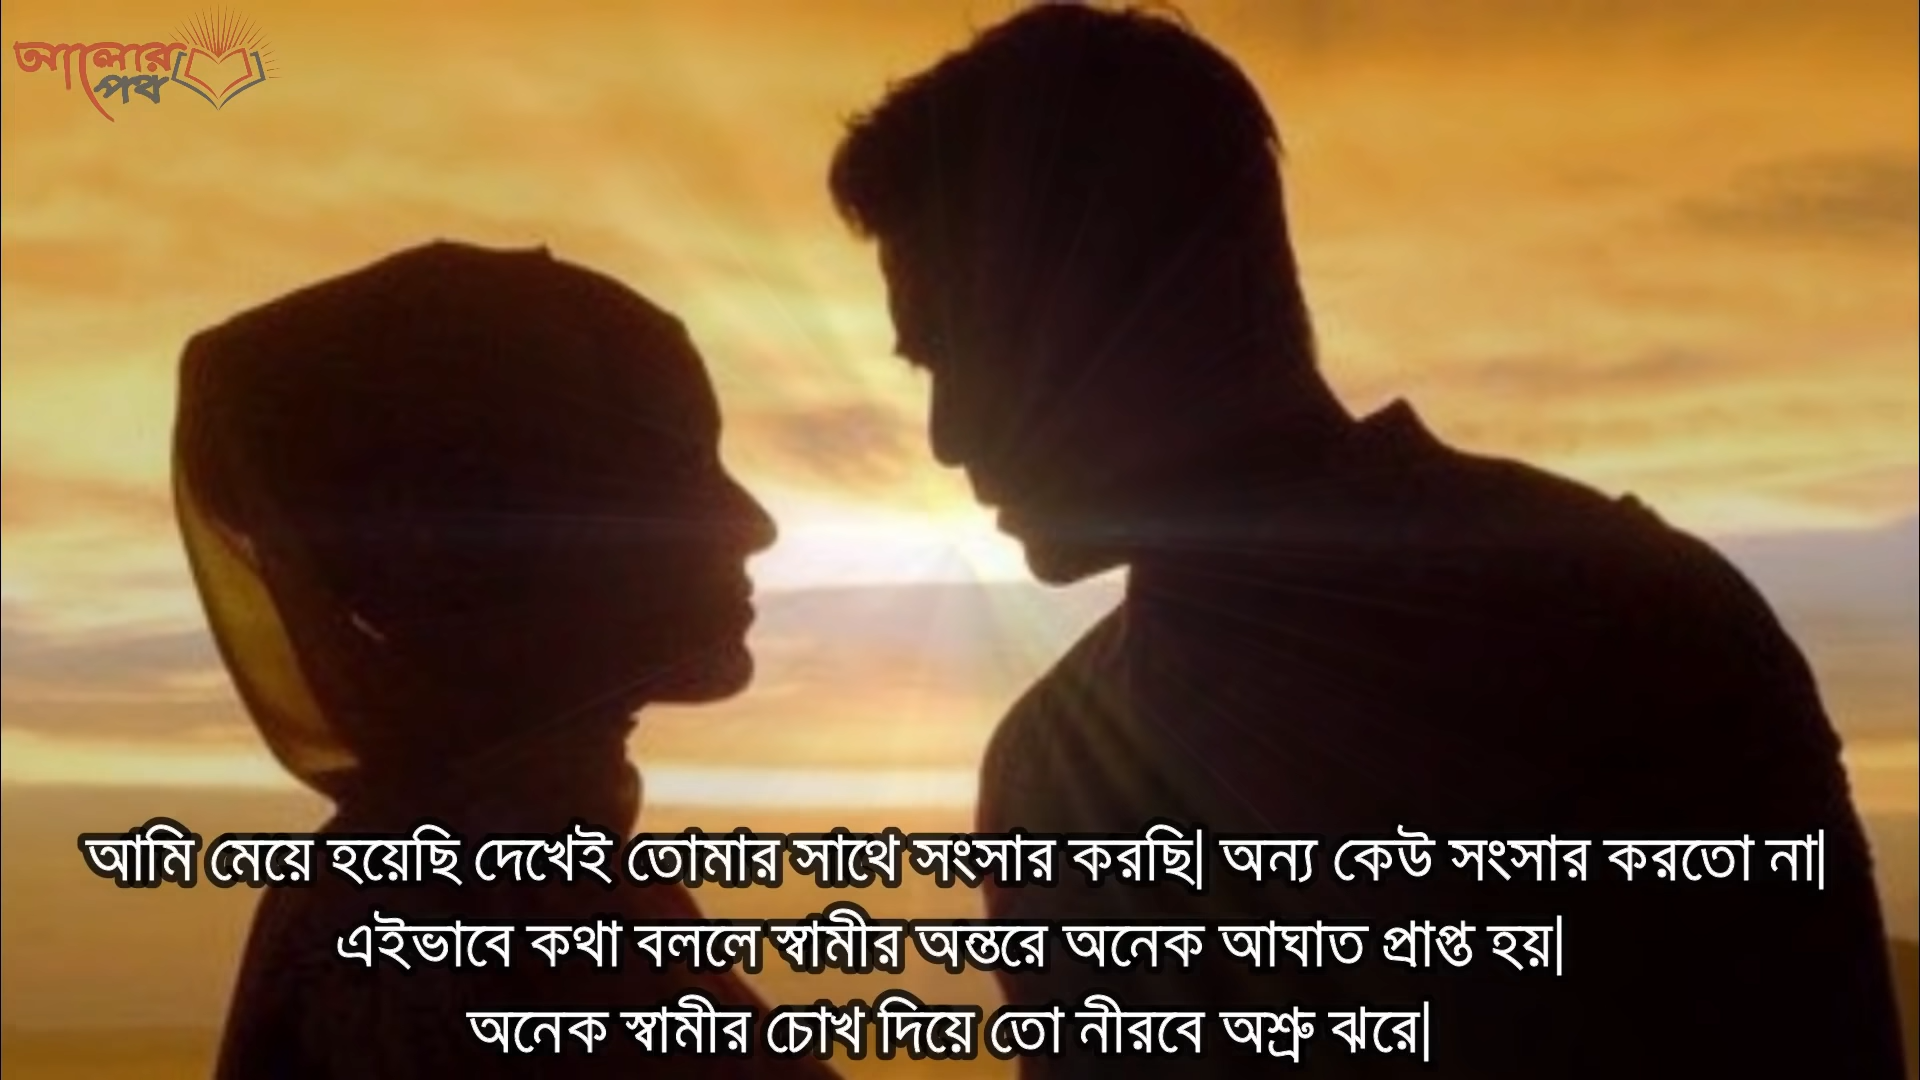 আলোর
পথ
আমি মেয়ে হয়েছি দেখেই তোমার সাথে সংসার করছি| অন্য কেউ সংসার করতো না|
এইভাবে কথা বললে স্বামীর অন্তরে অনেক আঘাত প্রাপ্ত হয়|
অনেক স্বামীর চোখ দিয়ে তো নীরবে অশ্রু ঝরে|